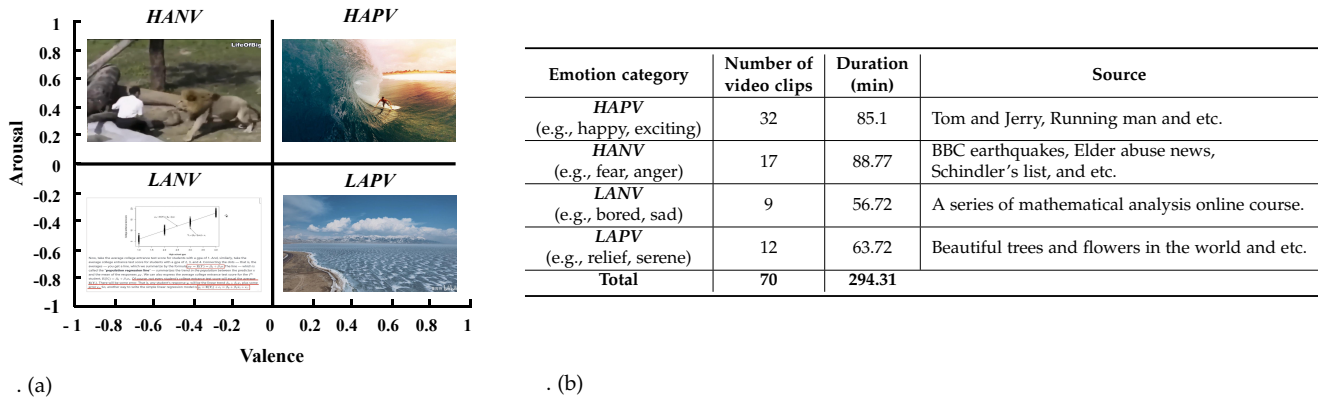 HANV HAPV
1
0.8
0.6
0.4
0.2
0
-0.2
-0.4
-0.6
-0.8
-1
Arousal
LifeOfBig
LANV LAPV
- 1 -0.8 -0.6 -0.4 -0.2 0 0.2 0.4 0.6 0.8 1
Valence
. (a)
Emotion category Number of video clips Duration (min) Source
HAPV
(e.g., happy, exciting) 32 85.1 Tom and Jerry, Running man and etc.
HANV
(e.g., fear, anger) 17 88.77 BBC earthquakes, Elder abuse news,
Schindler's list, and etc.
LANV
(e.g., bored, sad) 9 56.72 A series of mathematical analysis online course.
LAPV
(e.g., relief, serene) 12 63.72 Beautiful trees and flowers in the world and etc.
Total 70 294.31
. (b)